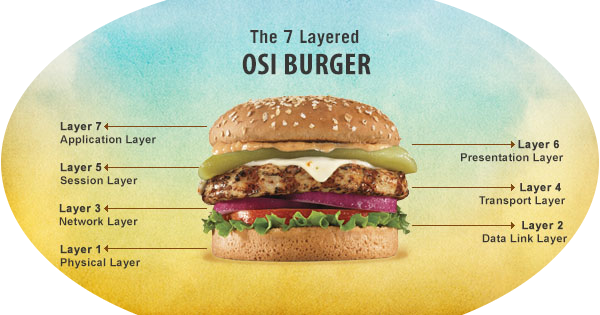 The 7 Layered
OSI BURGER
Layer 7
Application Layer
Layer 6
Presentation Layer
Layer 5
Session Layer
Layer 4
Transport Layer
Layer 3
Network Layer
Layer 2
Data Link Layer
Layer 1
Physical Layer